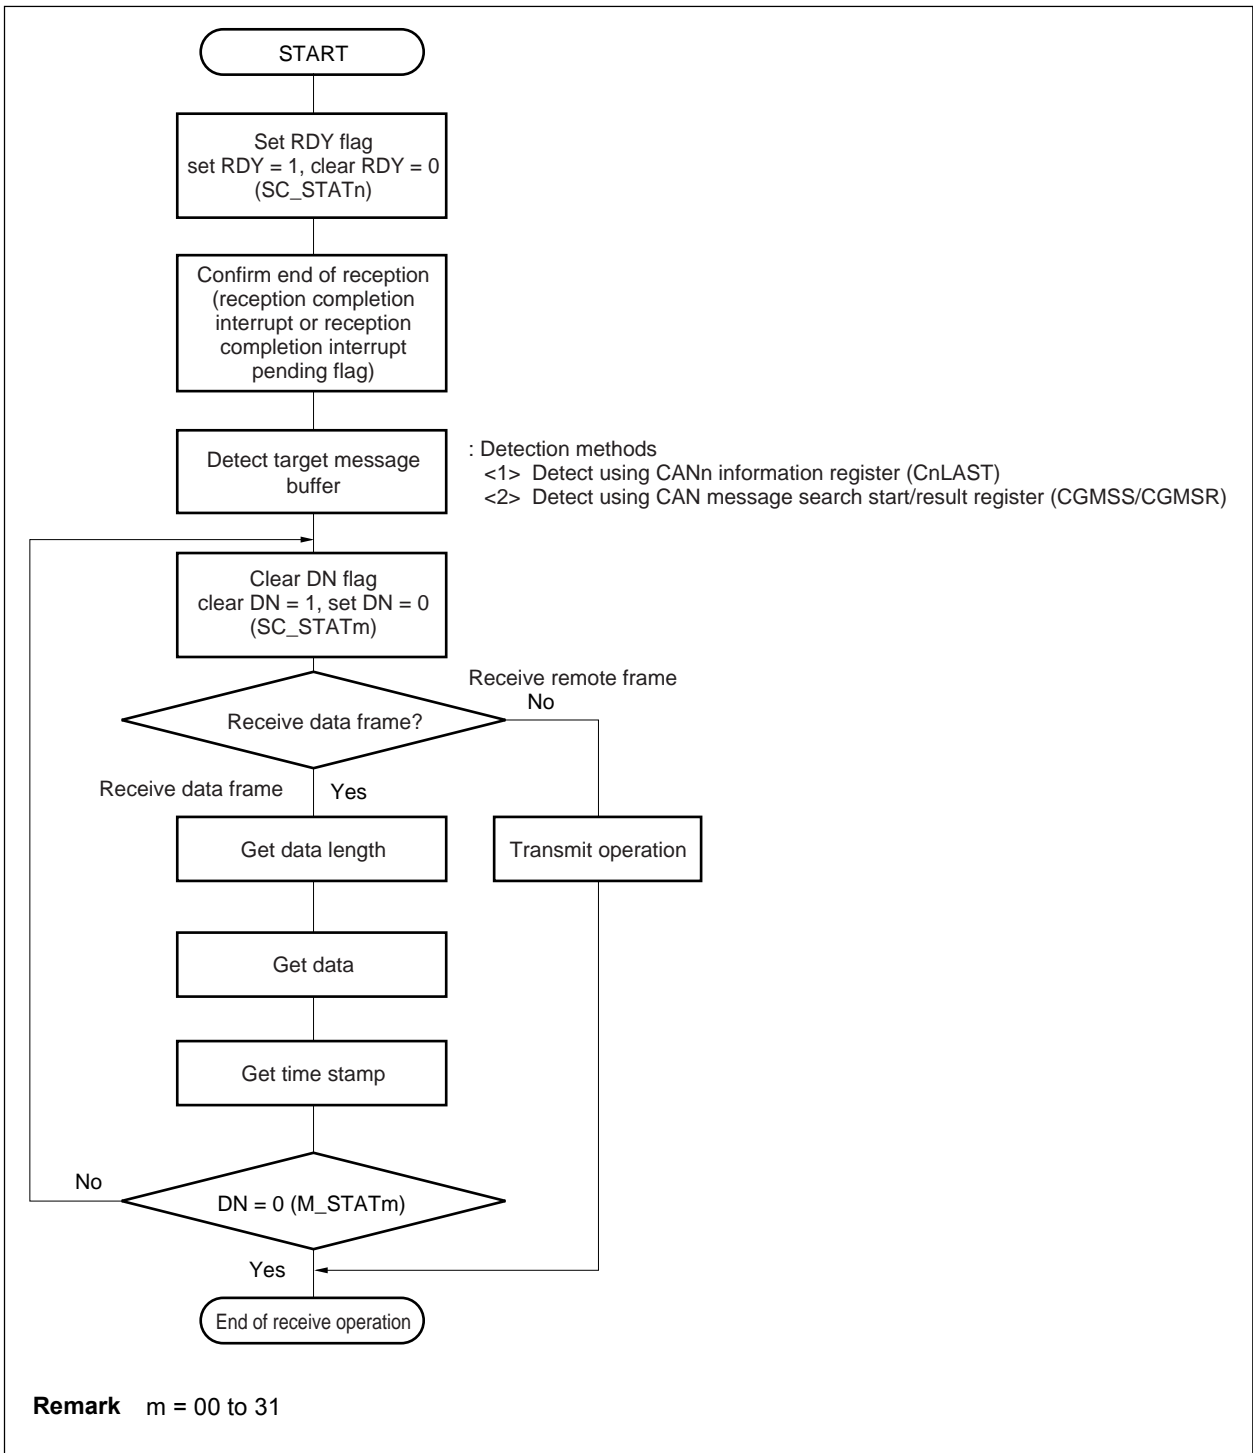 START
Set RDY flag
set RDY = 1, clear RDY = 0
(SC_STATn)
Confirm end of reception
(reception completion
interrupt or reception
completion interrupt
pending flag)
Detect target message
buffer
: Detection methods
<1> Detect using CANn information register (CnLAST)
<2> Detect using CAN message search start/result register (CGMSS/CGMSR)
Clear DN flag
clear DN = 1, set DN = 0
(SC_STATm)
Receive remote frame
No
Receive data frame?
Receive data frame
Yes
Get data length
Transmit operation
Get data
Get time stamp
No
DN = 0 (M_STATm)
Yes
End of receive operation
Remark m = 00 to 31